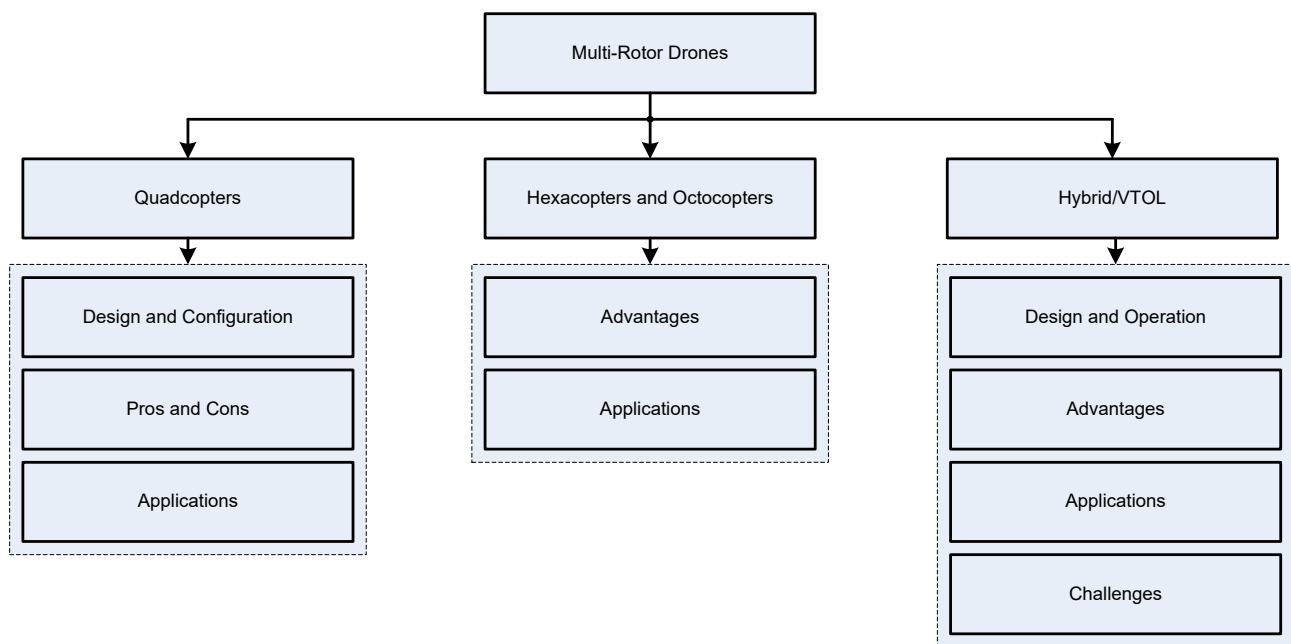 Multi-Rotor Drones
Quadcopters
Hexacopters and Octocopters
Hybrid/VTOL
Design and Configuration
Pros and Cons
Applications
Advantages
Applications
Design and Operation
Advantages
Applications
Challenges